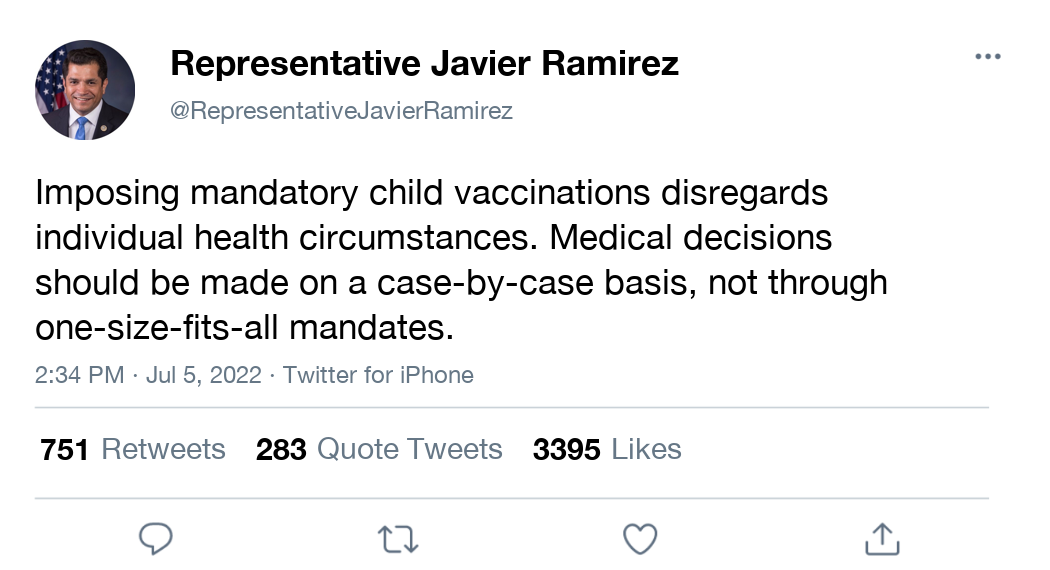 Representative Javier Ramirez
@RepresentativeJavierRamirez
Imposing mandatory child vaccinations disregards
individual health circumstances. Medical decisions
should be made on a case-by-case basis, not through
one-size-fits-all mandates.
2:34 PM · Jul 5, 2022 · Twitter for iPhone
751 Retweets 283 Quote Tweets 3395 Likes